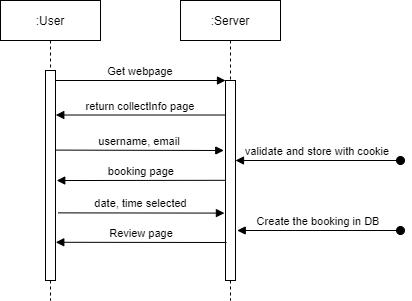 :User
:Server
Get webpage
return collectInfo page
username, email
validate and store with cookie
booking page
date, time selected
Create the booking in DB
Review page